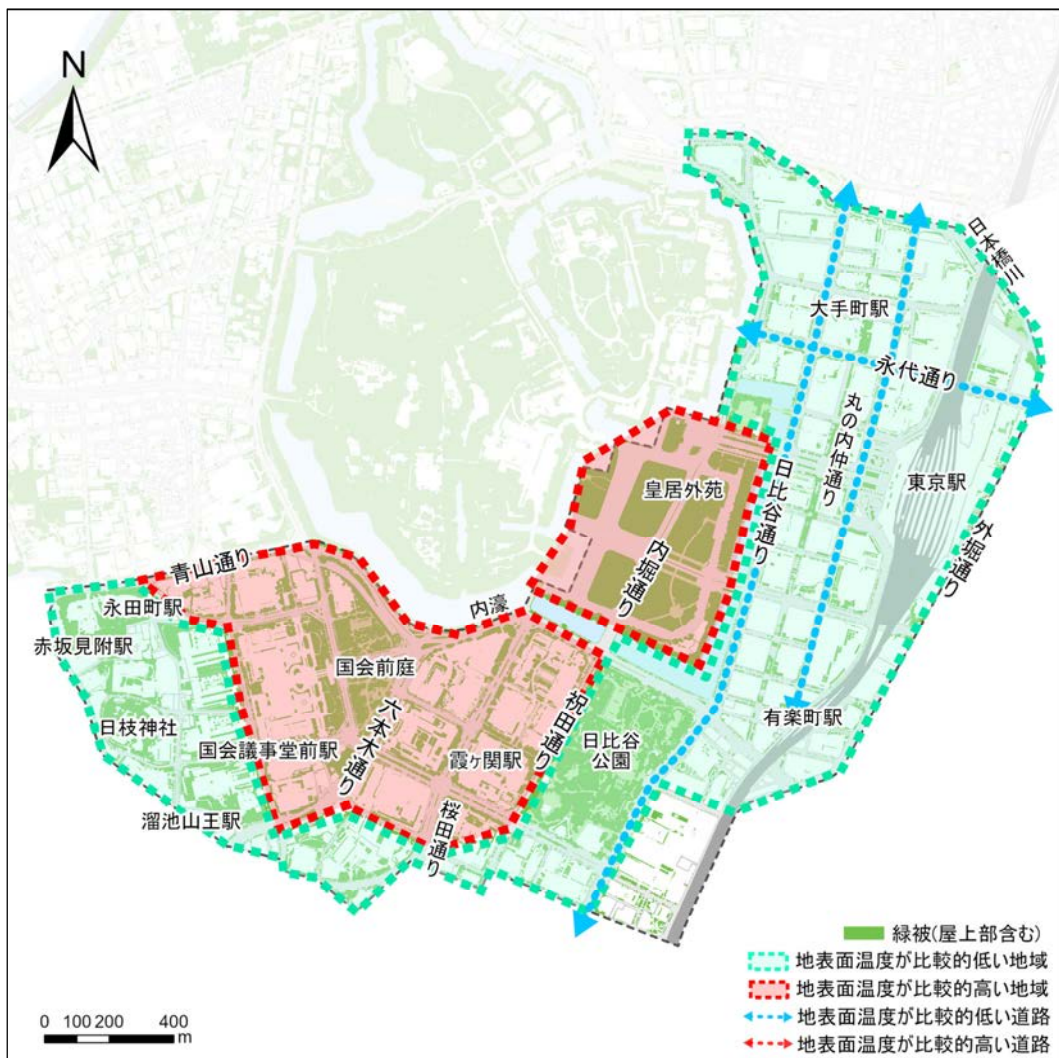 N
日本橋川
大手町駅
永代通り
丸の内仲通り
東京駅
日比谷通り
外堀通り
皇居外苑
内堀通り
青山通り
内濠
永田町駅
赤坂見附駅
国会前庭
祝田通り
有楽町駅
日枝神社
六本木通り
日比谷
公園
国会議事堂前駅
霞ヶ関駅
溜池山王駅
桜田通り
緑被(屋上部含む)
地表面温度が比較的低い地域
地表面温度が比較的高い地域
地表面温度が比較的低い道路
地表面温度が比較的高い道路
0 100 200 400
m